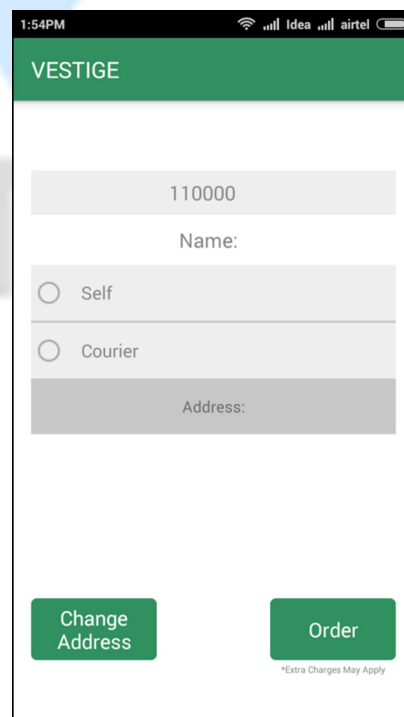 1:54PM Idea airtel
VESTIGE
110000
Name:
Self
Courier
Address:
Change
Address
Order
*Extra Charges May Apply